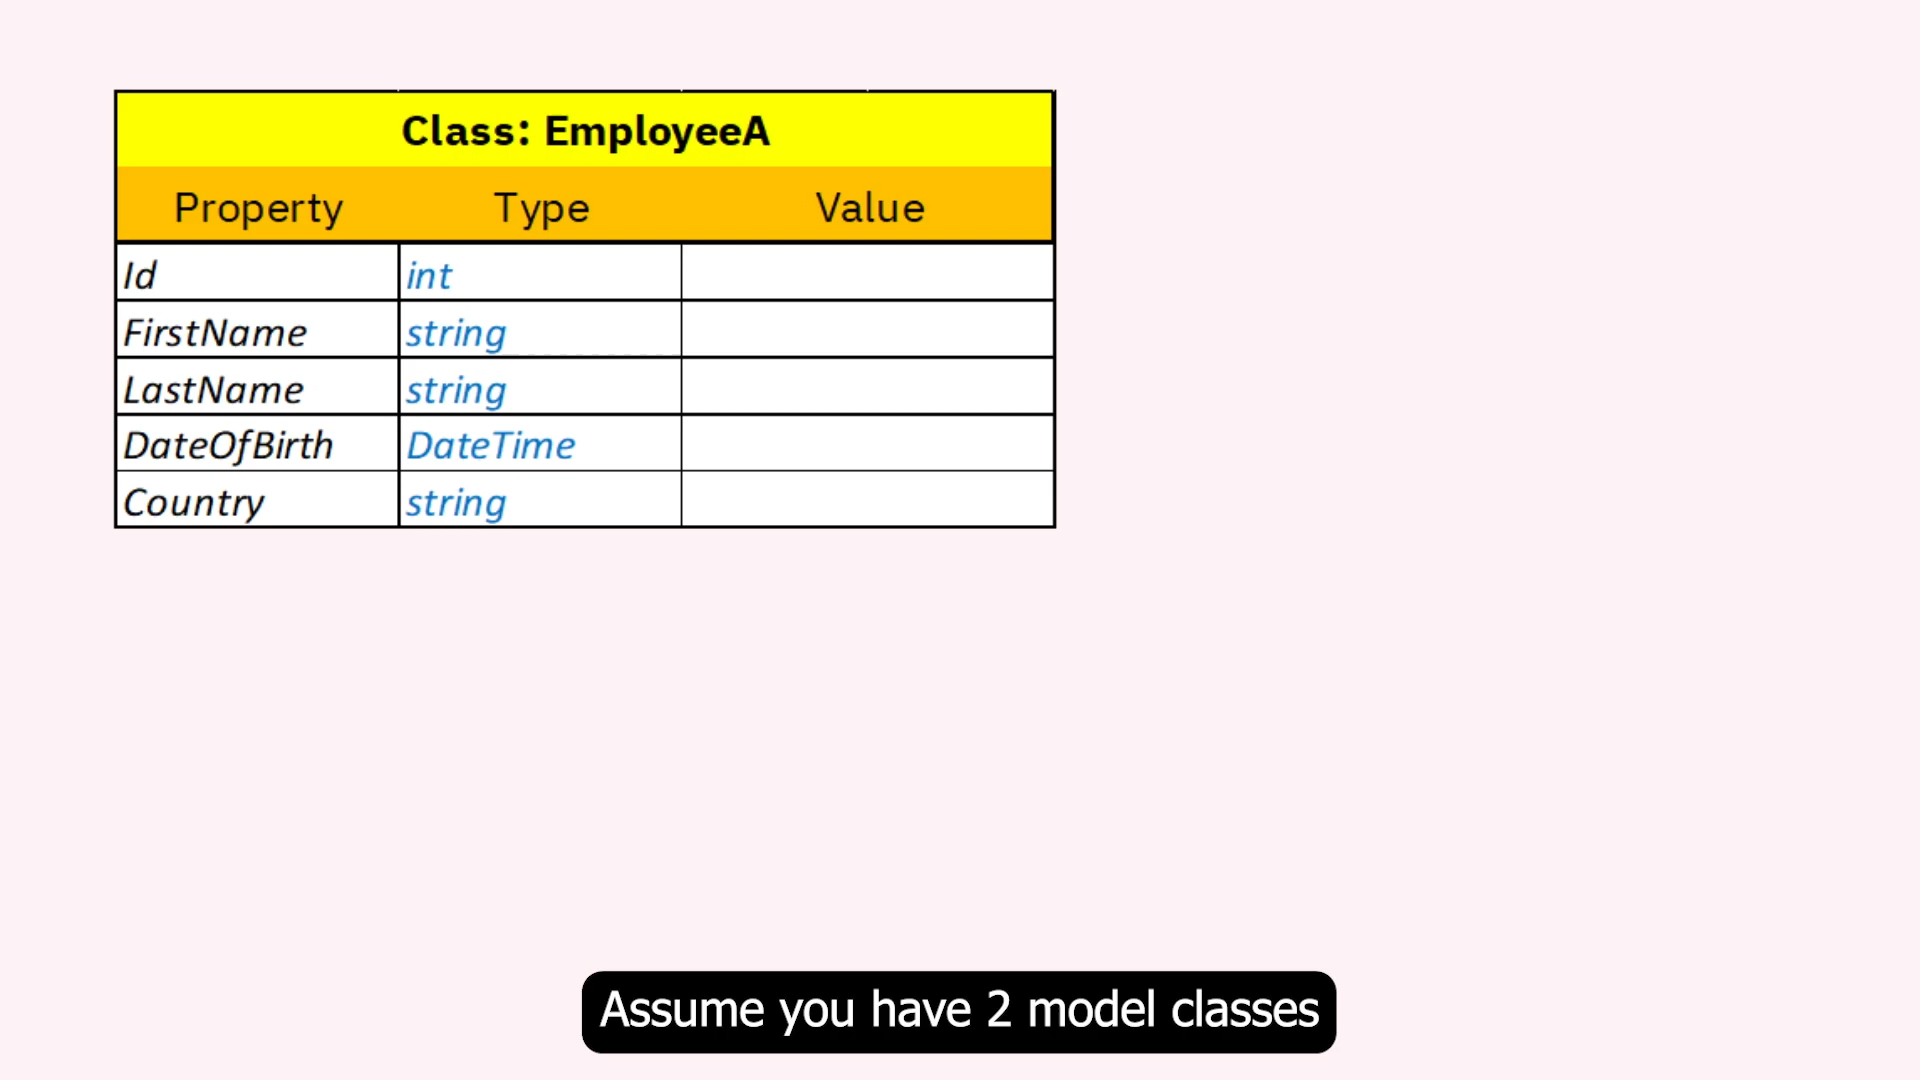 Class: EmployeeA
Property Type Value
Id int
FirstName string
LastName string
DateOfBirth DateTime
Country string
Assume you have 2 model classes